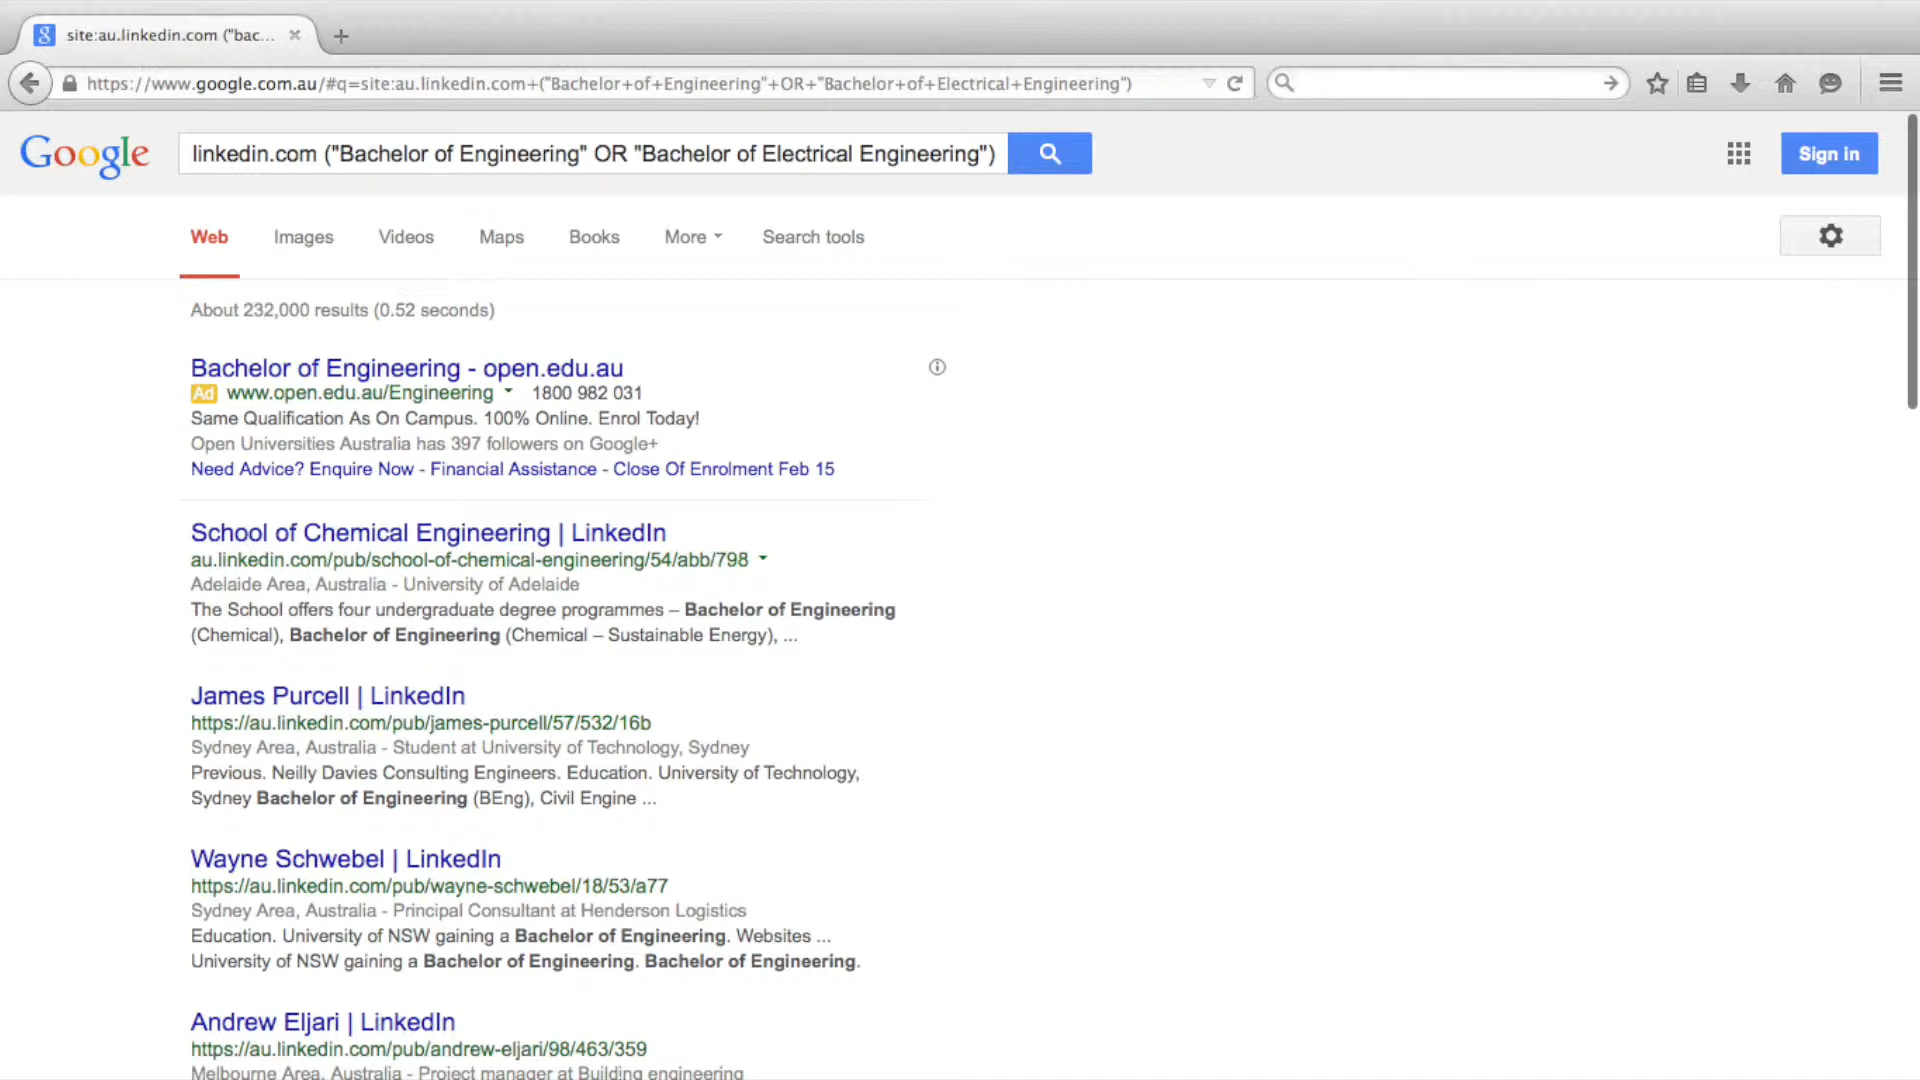 site:au.linkedin.com ("bac...
https://www.google.com.au/#q=site:au.linkedin.com+("Bachelor+of+Engineering"+OR+"Bachelor+of+Electrical+Engineering")
Google
linkedin.com ("Bachelor of Engineering" OR "Bachelor of Electrical Engineering")
Sign in
Web Images Videos Maps Books More Search tools
About 232,000 results (0.52 seconds)
Bachelor of Engineering - open.edu.au
Ad www.open.edu.au/Engineering 1800 982 031
Same Qualification As On Campus. 100% Online. Enrol Today!
Open Universities Australia has 397 followers on Google+
Need Advice? Enquire Now - Financial Assistance - Close Of Enrolment Feb 15
School of Chemical Engineering | LinkedIn
au.linkedin.com/pub/school-of-chemical-engineering/54/abb/798
Adelaide Area, Australia - University of Adelaide
The School offers four undergraduate degree programmes – Bachelor of Engineering
(Chemical), Bachelor of Engineering (Chemical – Sustainable Energy), ...
James Purcell | LinkedIn
https://au.linkedin.com/pub/james-purcell/57/532/16b
Sydney Area, Australia - Student at University of Technology, Sydney
Previous. Neilly Davies Consulting Engineers. Education. University of Technology,
Sydney Bachelor of Engineering (BEng), Civil Engine ...
Wayne Schwebel | LinkedIn
https://au.linkedin.com/pub/wayne-schwebel/18/53/a77
Sydney Area, Australia - Principal Consultant at Henderson Logistics
Education. University of NSW gaining a Bachelor of Engineering. Websites ...
University of NSW gaining a Bachelor of Engineering. Bachelor of Engineering.
Andrew Eljari | LinkedIn
https://au.linkedin.com/pub/andrew-eljari/98/463/359
Melbourne Area, Australia - Project manager at Building engineering